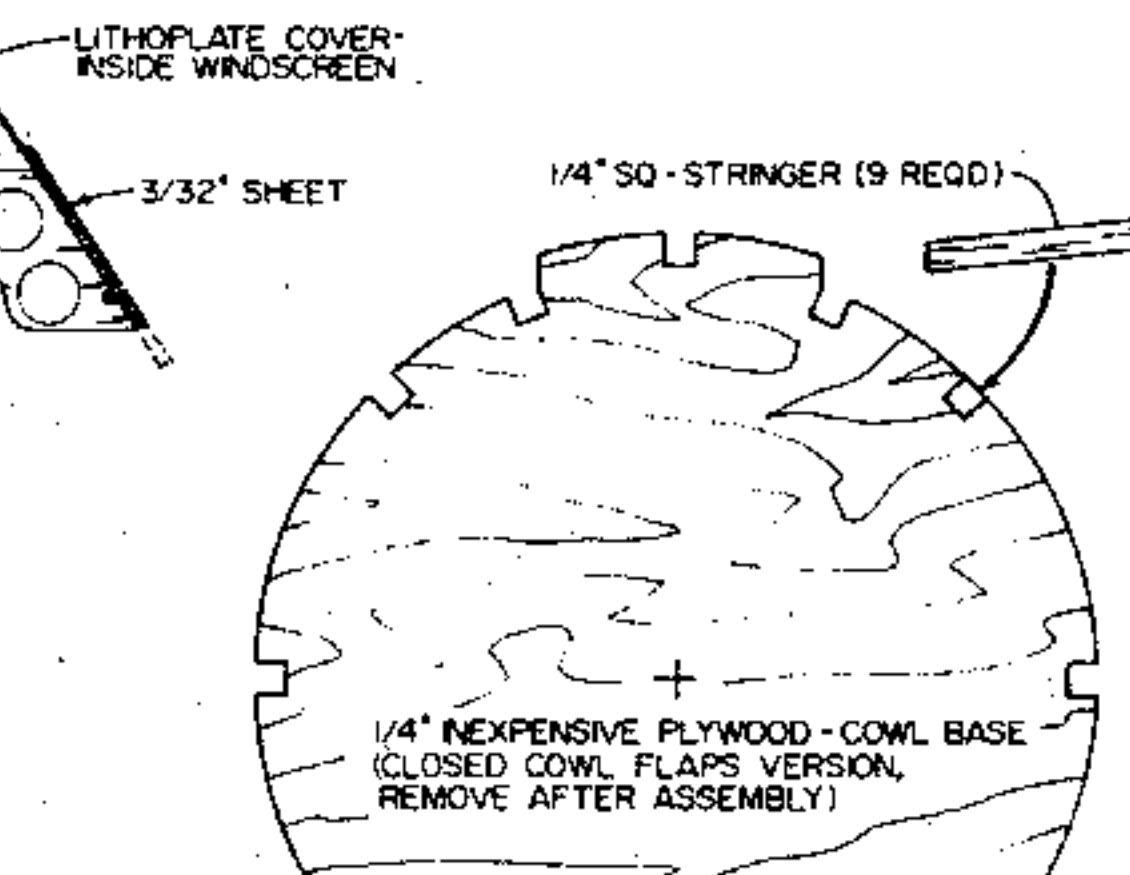 LITHOPLATE COVER-
INSIDE WINDSCREEN
3/32" SHEET
1/4" SQ - STRINGER (9 REQD)
1/4" INEXPENSIVE PLYWOOD - COWL BASE
(CLOSED COWL FLAPS VERSION,
REMOVE AFTER ASSEMBLY)